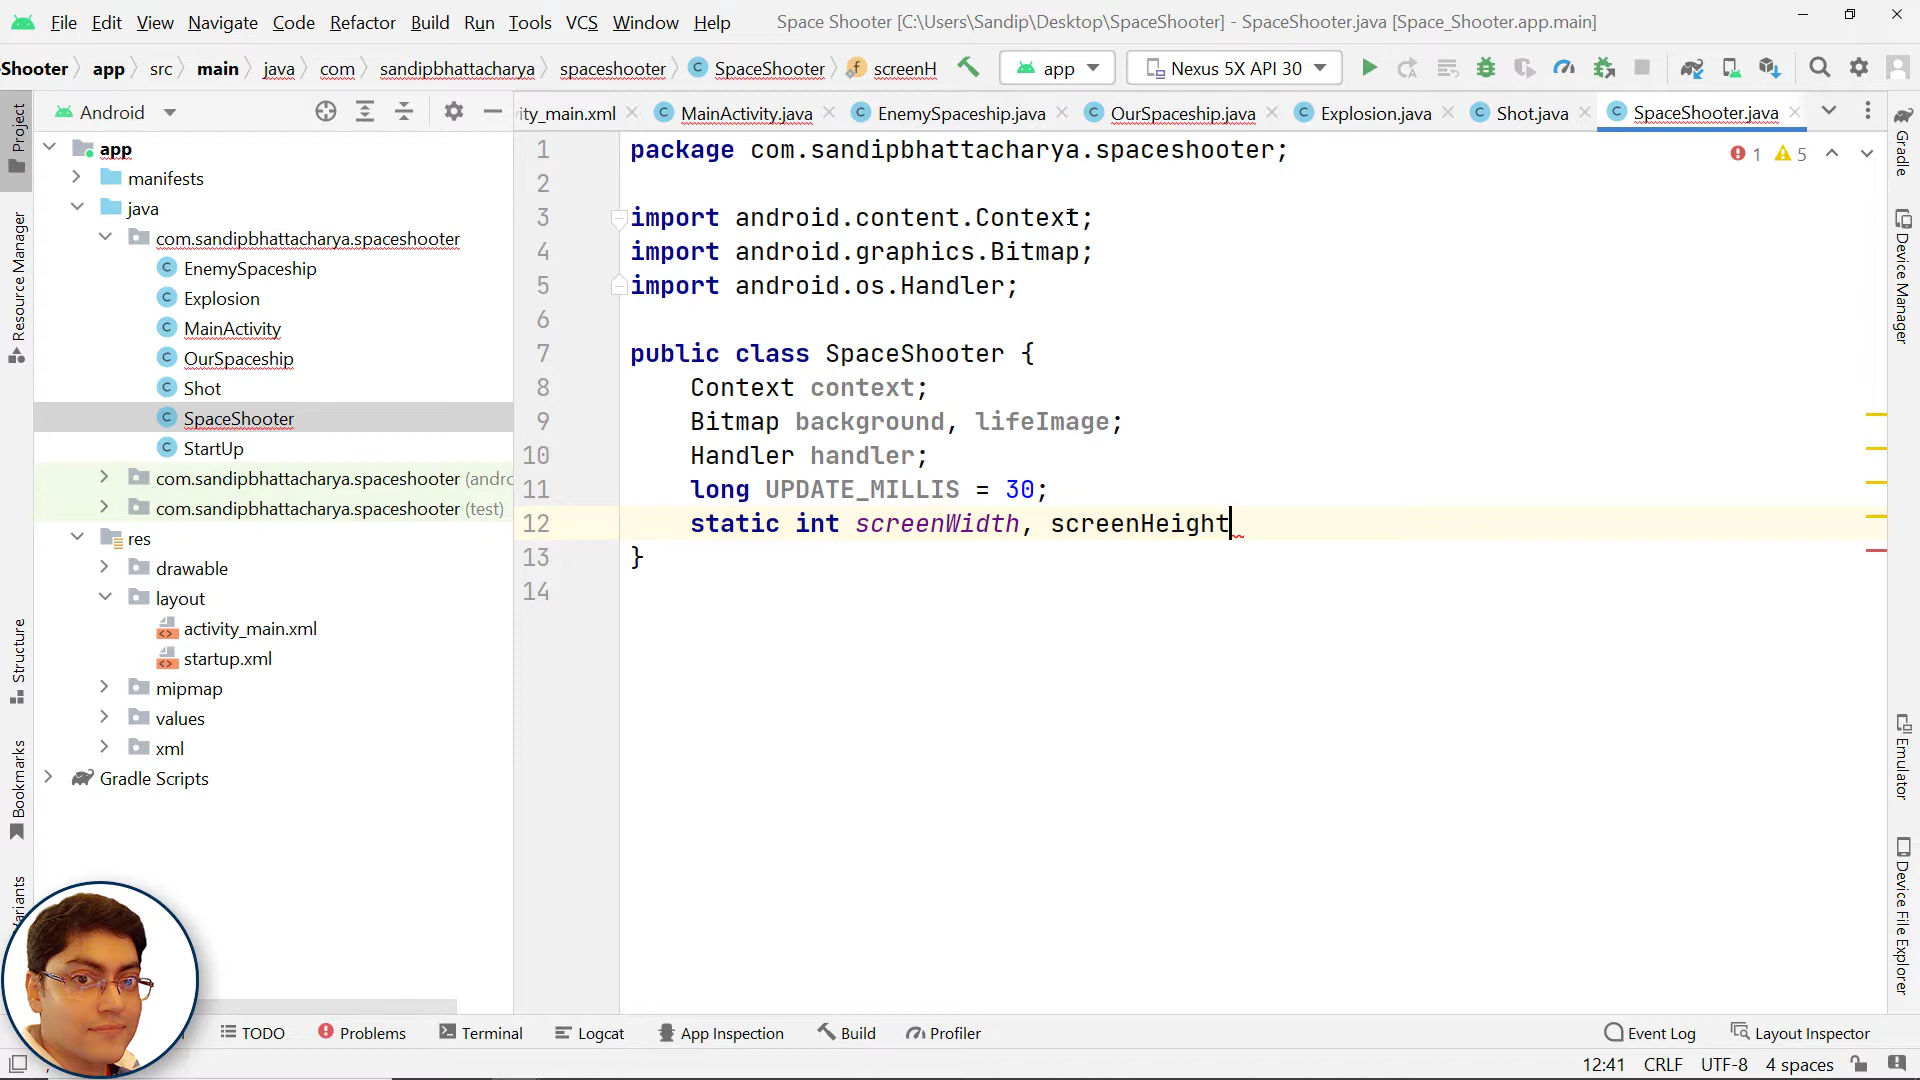 File Edit View Navigate Code Refactor Build Run Tools VCS Window Help Space Shooter [C:\Users\Sandip\Desktop\SpaceShooter] - SpaceShooter.java [Space_Shooter.app.main]
Shooter app src main java com sandipbhattacharya spaceshooter SpaceShooter screenH app Nexus 5X API 30
Android
ity_main.xml MainActivity.java EnemySpaceship.java OurSpaceship.java Explosion.java Shot.java SpaceShooter.java
Project
Resource Manager
Structure
Bookmarks
app
manifests
java
com.sandipbhattacharya.spaceshooter
EnemySpaceship
Explosion
MainActivity
OurSpaceship
Shot
SpaceShooter
StartUp
com.sandipbhattacharya.spaceshooter (andro
com.sandipbhattacharya.spaceshooter (test)
res
drawable
layout
activity_main.xml
startup.xml
mipmap
values
xml
Gradle Scripts
1 package com.sandipbhattacharya.spaceshooter;
2
3 import android.content.Context;
4 import android.graphics.Bitmap;
5 import android.os.Handler;
6
7 public class SpaceShooter {
8 Context context;
9 Bitmap background, lifeImage;
10 Handler handler;
11 long UPDATE_MILLIS = 30;
12 static int screenWidth, screenHeight
13 }
14
1 5
Gradle
Device Manager
Emulator
Device File Explorer
TODO Problems Terminal Logcat App Inspection Build Profiler Event Log Layout Inspector
12:41 CRLF UTF-8 4 spaces